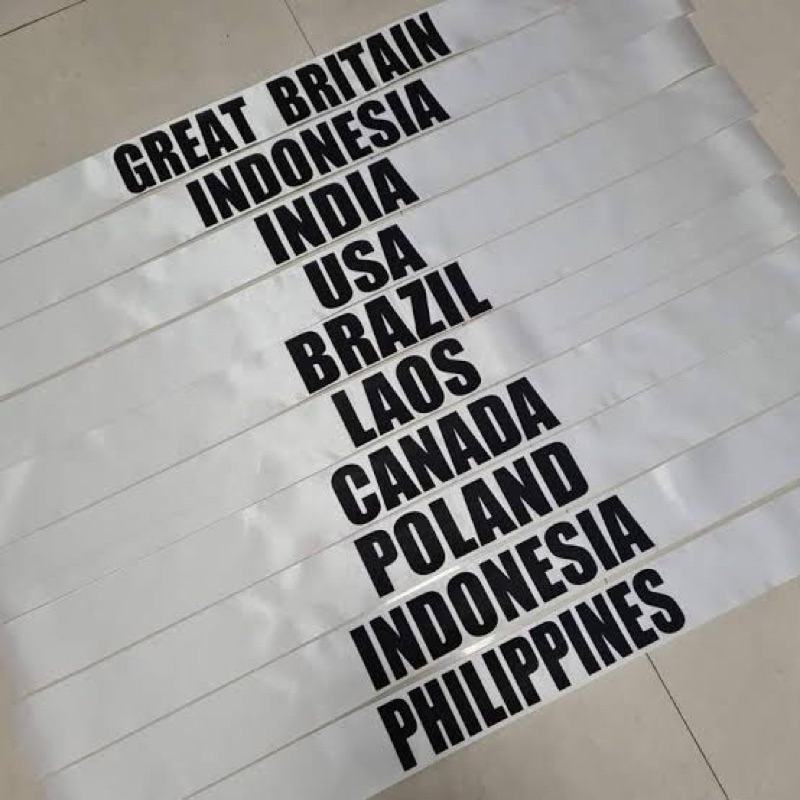 GREAT BRITAIN
INDONESIA
INDIA
USA
BRAZIL
LAOS
CANADA
POLAND
INDONESIA
PHILIPPINES